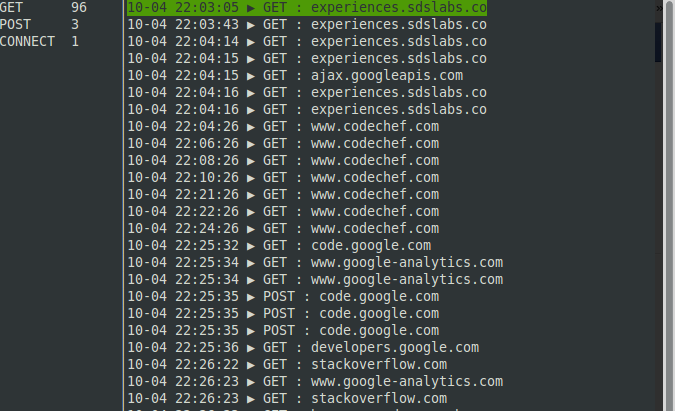 GET 96
POST 3
CONNECT 1
10-04 22:03:05 ▶ GET : experiences.sdslabs.co
10-04 22:03:43 ▶ GET : experiences.sdslabs.co
10-04 22:04:14 ▶ GET : experiences.sdslabs.co
10-04 22:04:15 ▶ GET : experiences.sdslabs.co
10-04 22:04:15 ▶ GET : ajax.googleapis.com
10-04 22:04:16 ▶ GET : experiences.sdslabs.co
10-04 22:04:16 ▶ GET : experiences.sdslabs.co
10-04 22:04:26 ▶ GET : www.codechef.com
10-04 22:06:26 ▶ GET : www.codechef.com
10-04 22:08:26 ▶ GET : www.codechef.com
10-04 22:10:26 ▶ GET : www.codechef.com
10-04 22:21:26 ▶ GET : www.codechef.com
10-04 22:22:26 ▶ GET : www.codechef.com
10-04 22:24:26 ▶ GET : www.codechef.com
10-04 22:25:32 ▶ GET : code.google.com
10-04 22:25:34 ▶ GET : www.google-analytics.com
10-04 22:25:34 ▶ GET : www.google-analytics.com
10-04 22:25:35 ▶ POST : code.google.com
10-04 22:25:35 ▶ POST : code.google.com
10-04 22:25:35 ▶ POST : code.google.com
10-04 22:25:36 ▶ GET : developers.google.com
10-04 22:26:22 ▶ GET : stackoverflow.com
10-04 22:26:23 ▶ GET : www.google-analytics.com
10-04 22:26:23 ▶ GET : stackoverflow.com